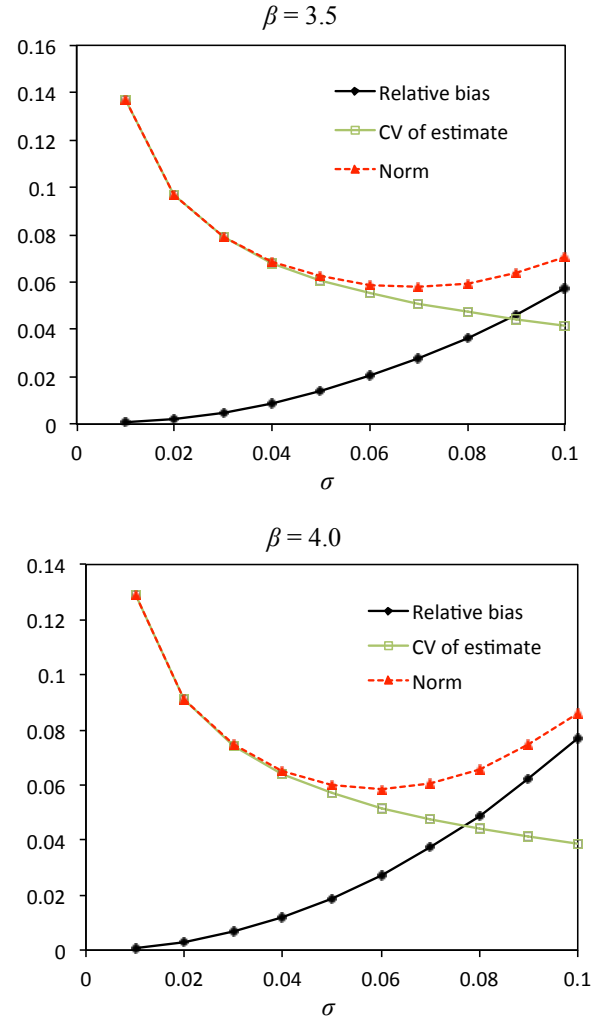 β = 3.5
0.16
0.14
0.12
0.1
0.08
0.06
0.04
0.02
0
Relative bias
CV of estimate
Norm
0 0.02 0.04 0.06 0.08 0.1
σ
β = 4.0
0.14
0.12
0.1
0.08
0.06
0.04
0.02
0
Relative bias
CV of estimate
Norm
0 0.02 0.04 0.06 0.08 0.1
σ